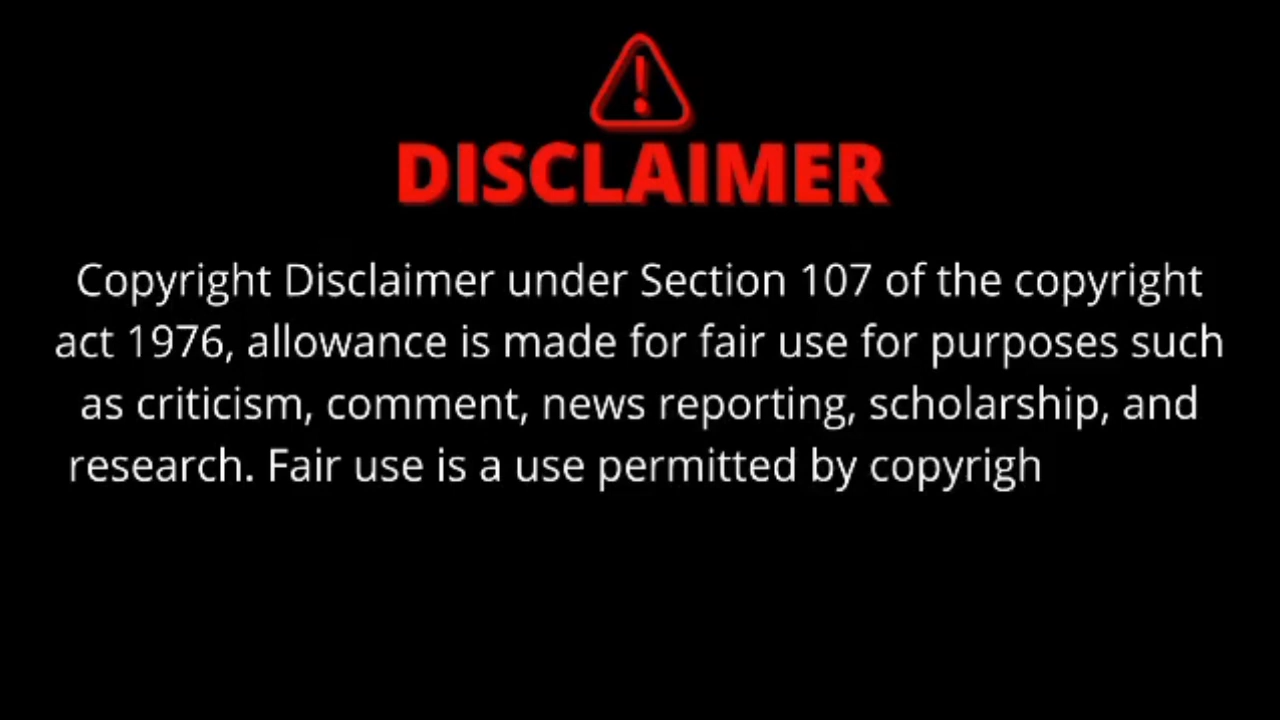 DISCLAIMER
Copyright Disclaimer under Section 107 of the copyright
act 1976, allowance is made for fair use for purposes such
as criticism, comment, news reporting, scholarship, and
research. Fair use is a use permitted by copyrigh